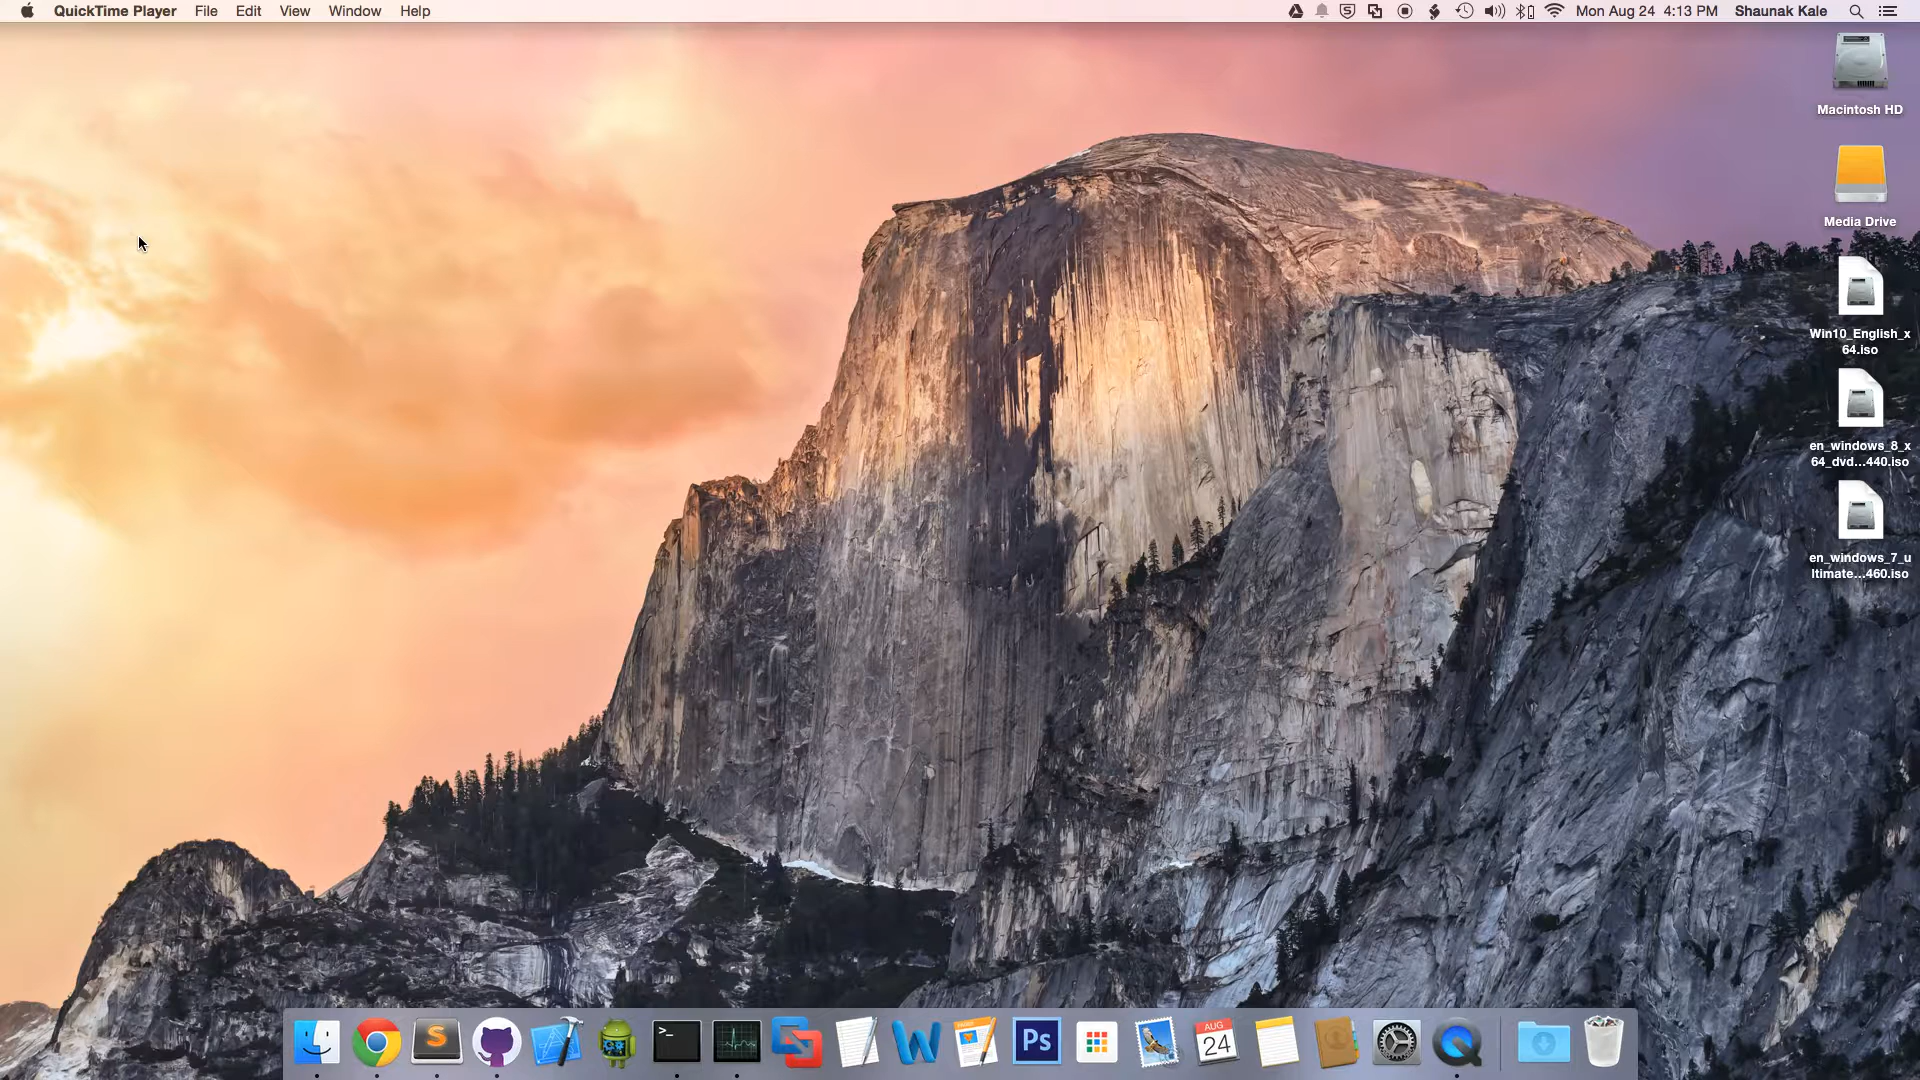 QuickTime Player File Edit View Window Help Mon Aug 24 4:13 PM Shaunak Kale
Macintosh HD
Media Drive
Win10_English_x
64.iso
en_windows_8_x
64_dvd...440.iso
en_windows_7_u
ltimate...460.iso
S >_ W Ps AUG
24